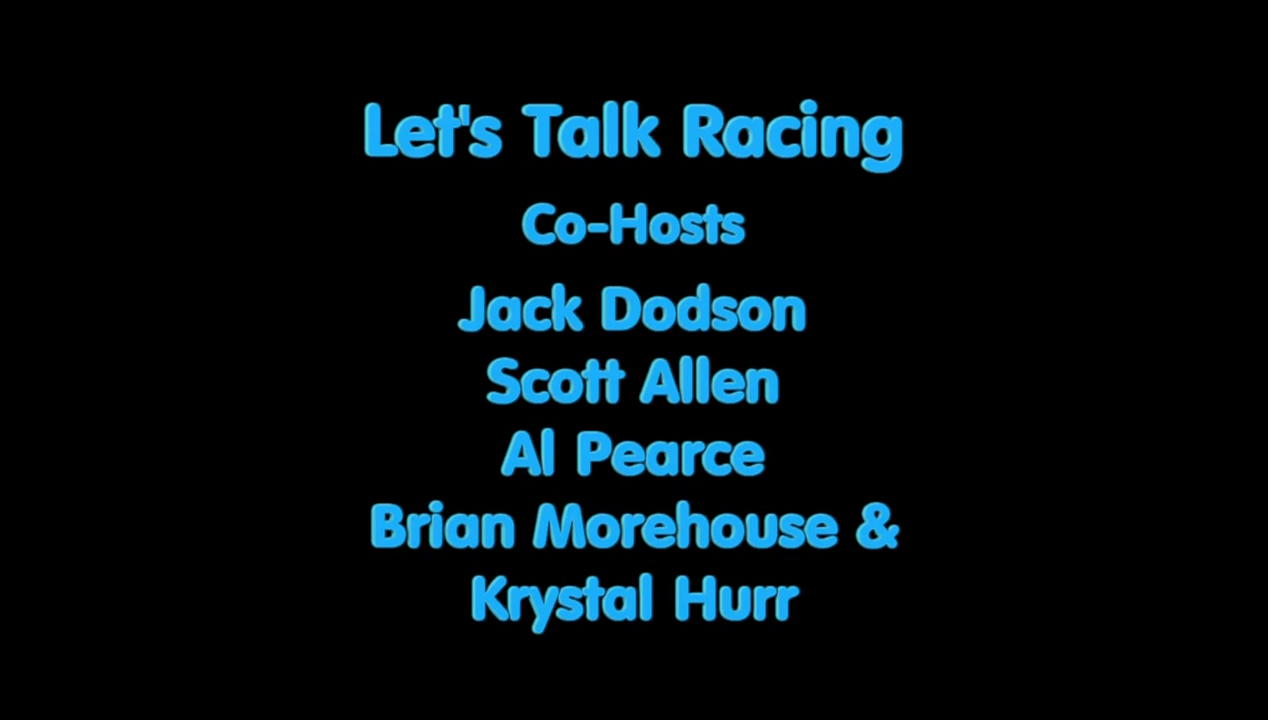 Let's Talk Racing
Co-Hosts
Jack Dodson
Scott Allen
Al Pearce
Brian Morehouse &
Krystal Hurr